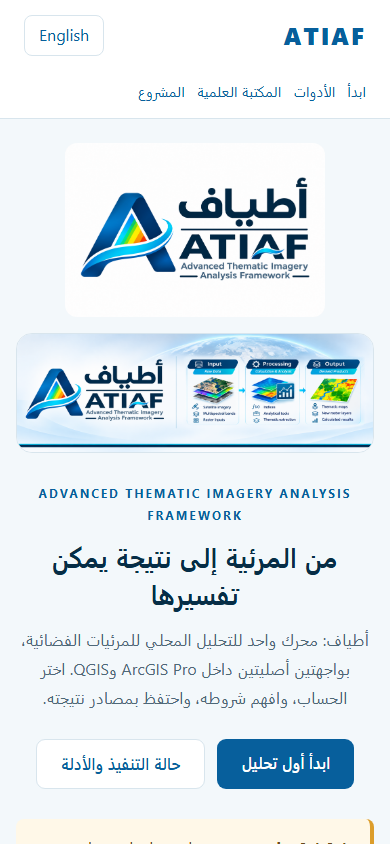 ATIAF
English
ابدأ الأدوات المكتبة العلمية المشروع
أطياف
ATIAF
Advanced Thematic Imagery
Analysis Framework
أطياف
ATIAF
Advanced Thematic Imagery
Analysis Framework
Input
Processing
Output
ADVANCED THEMATIC IMAGERY ANALYSIS
FRAMEWORK
من المرئية إلى نتيجة يمكن
تفسيرها
أطياف: محرك واحد للتحليل المحلي للمرئيات الفضائية،
بواجهتين أصليتين داخل ArcGIS Pro وQGIS. اختر
الحساب، وافهم شروطه، واحتفظ بمصادر نتيجته.
ابدأ أول تحليل
حالة التنفيذ والأدلة